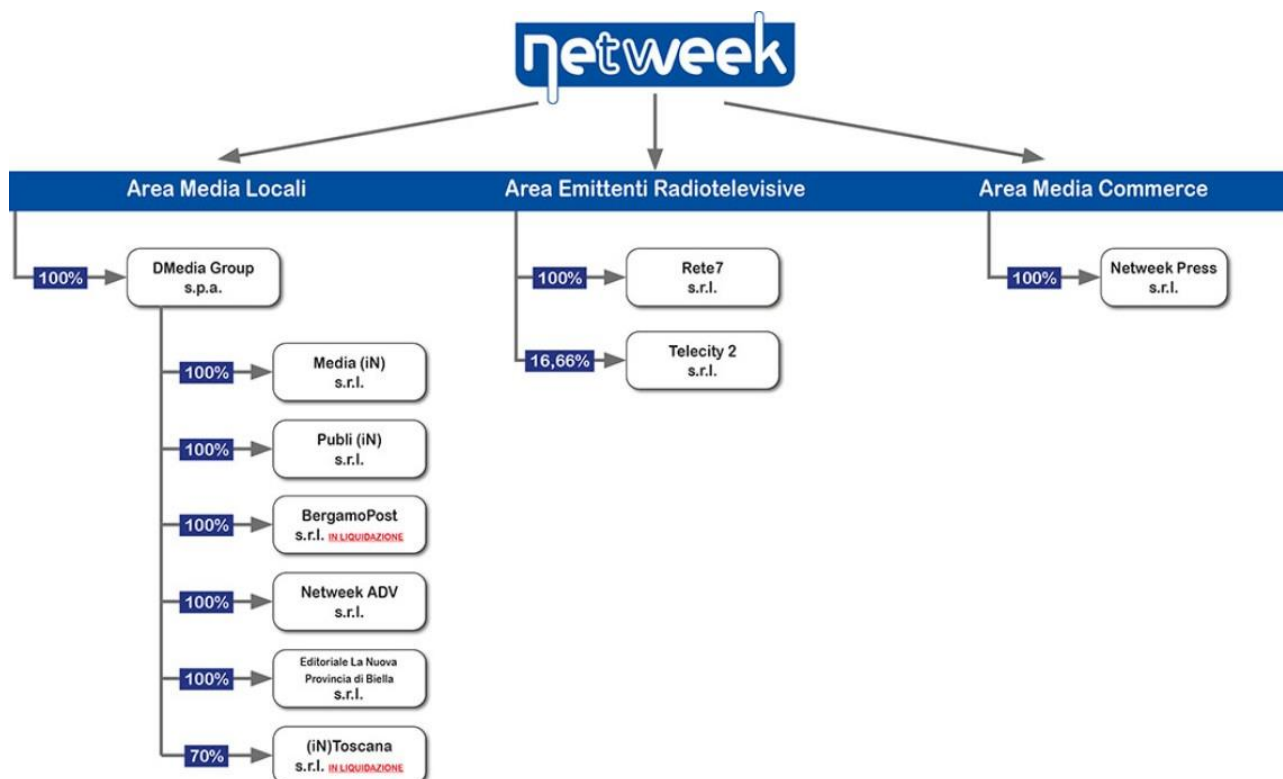 netweek
Area Media Locali
Area Emittenti Radiotelevisive
Area Media Commerce
100%
DMedia Group
s.p.a.
100%
Media (iN)
s.r.l.
100%
Publi (iN)
s.r.l.
100%
BergamoPost
s.r.l. IN LIQUIDAZIONE
100%
Netweek ADV
s.r.l.
100%
Editoriale La Nuova
Provincia di Biella
s.r.l.
70%
(iN)Toscana
s.r.l. IN LIQUIDAZIONE
100%
Rete7
s.r.l.
16,66%
Telecity 2
s.r.l.
100%
Netweek Press
s.r.l.